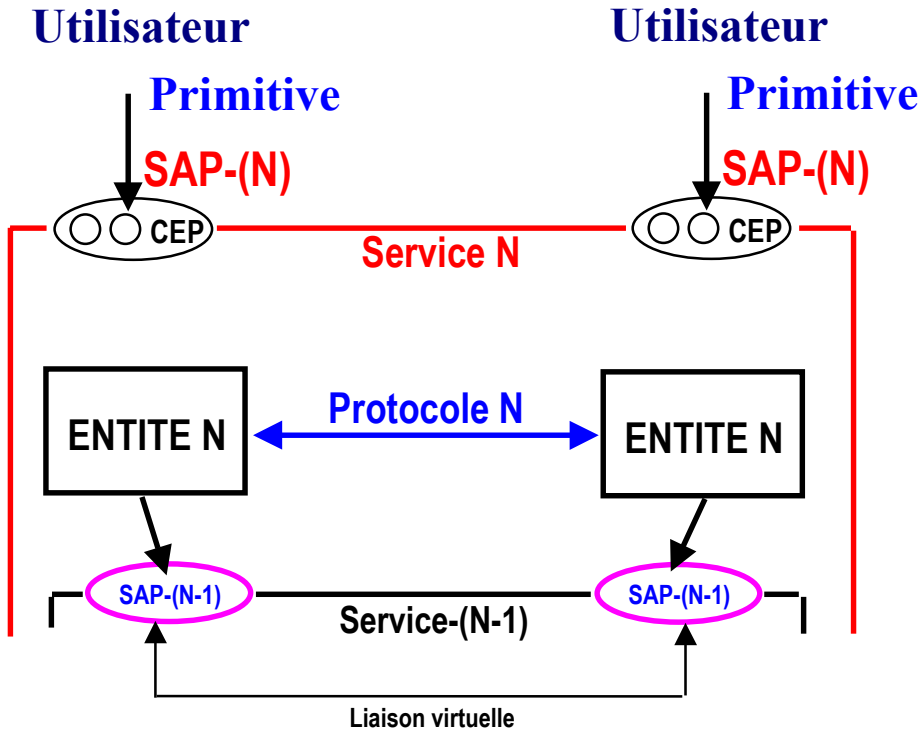 Utilisateur Utilisateur
Primitive Primitive
SAP-(N) SAP-(N)
CEP CEP
Service N
Protocole N
ENTITE N ENTITE N
SAP-(N-1) SAP-(N-1)
Service-(N-1)
Liaison virtuelle